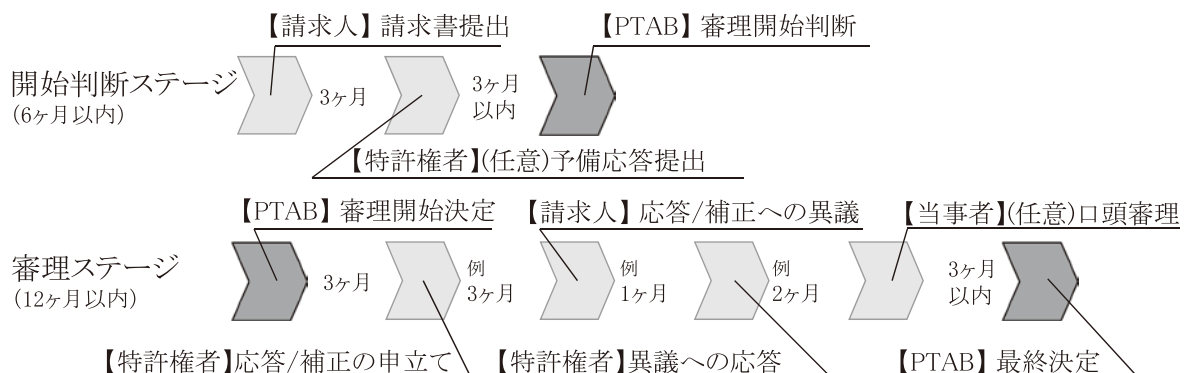 【請求人】請求書提出
【PTAB】審理開始判断
開始判断ステージ
(6ヶ月以内)
3ヶ月
3ヶ月
以内
【特許権者】(任意)予備応答提出
【PTAB】審理開始決定
【請求人】応答/補正への異議
【当事者】(任意)口頭審理
審理ステージ
(12ヶ月以内)
3ヶ月
例
3ヶ月
例
1ヶ月
例
2ヶ月
3ヶ月
以内
【特許権者】応答/補正の申立て
【特許権者】異議への応答
【PTAB】最終決定